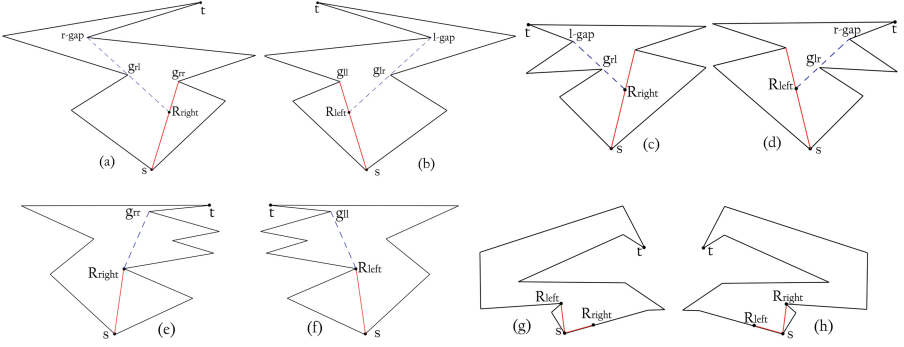 t
r-gap
grl
grr
Rright
(a)
s
t
l-gap
gll
glr
Rleft
(b)
s
t
l-gap
grl
Rright
(c)
s
t
r-gap
glr
Rleft
(d)
s
grr
t
Rright
(e)
s
t
gll
Rleft
(f)
s
t
Rleft
Rright
(g)
s
t
Rright
Rleft
s
(h)